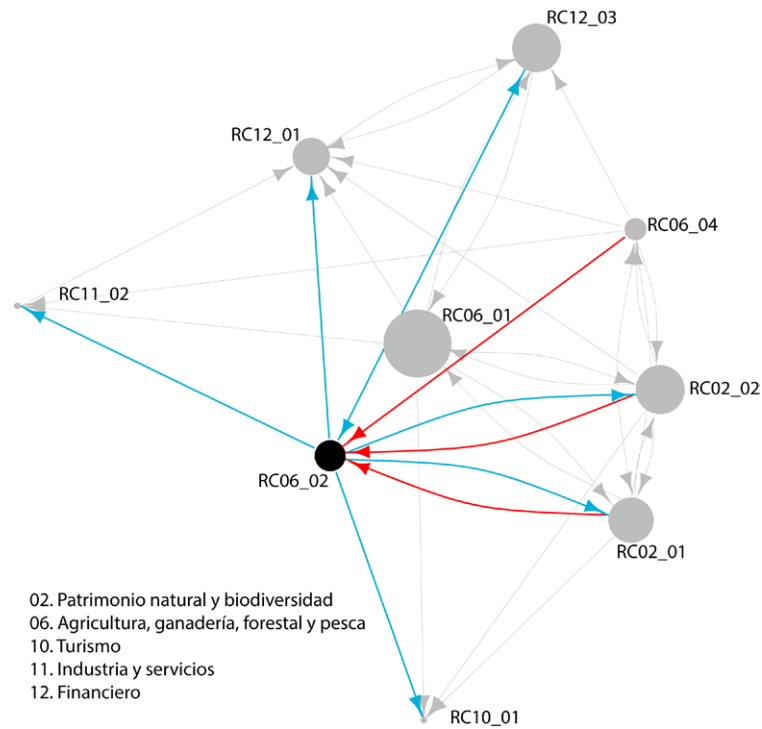 RC12_03
RC12_01
RC06_04
RC11_02
RC06_01
RC02_02
RC06_02
RC02_01
02. Patrimonio natural y biodiversidad
06. Agricultura, ganadería, forestal y pesca
10. Turismo
11. Industria y servicios
12. Financiero
RC10_01